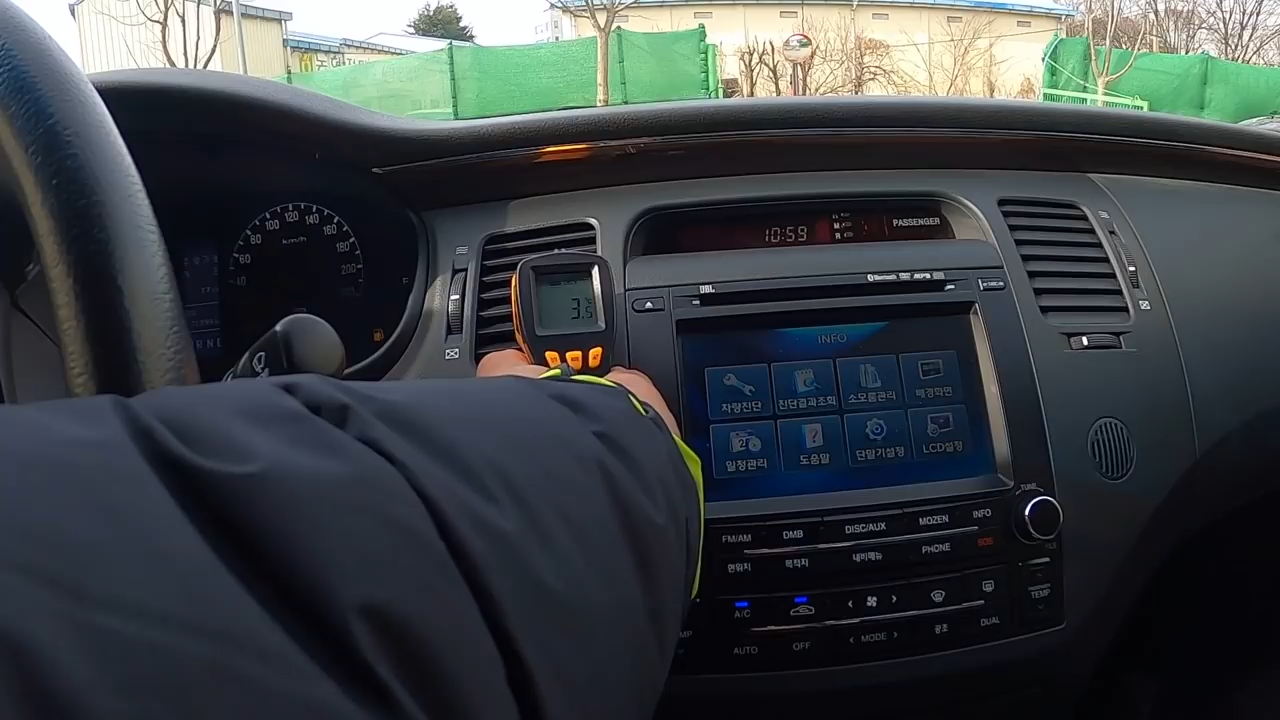 60 80 100 120 140 160 180 200
km/h
F
10:59
PASSENGER
3.5
JBL
Bluetooth
MP3
INFO
차량진단 진단결과조회 소모품관리 배경화면
일정관리 도움말 단말기설정 LCD설정
TUNE
FM/AM DMB DISC/AUX MOZEN INFO
현위치 목적지 내비메뉴 PHONE SOS
A/C
TEMP
AUTO OFF < MODE > 공조 DUAL